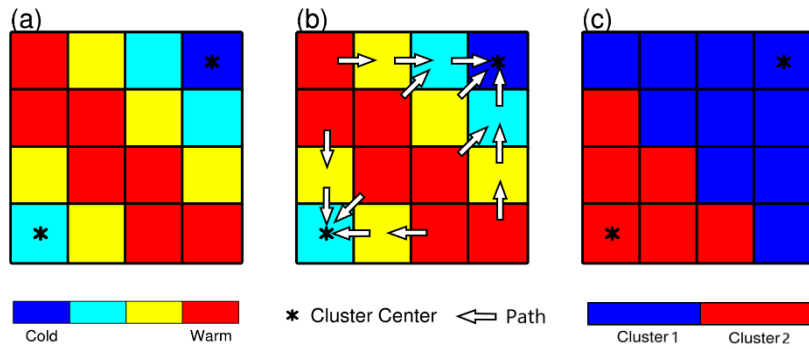 (a) (b) (c)
Cold Warm
* Cluster Center Path
Cluster 1 Cluster 2